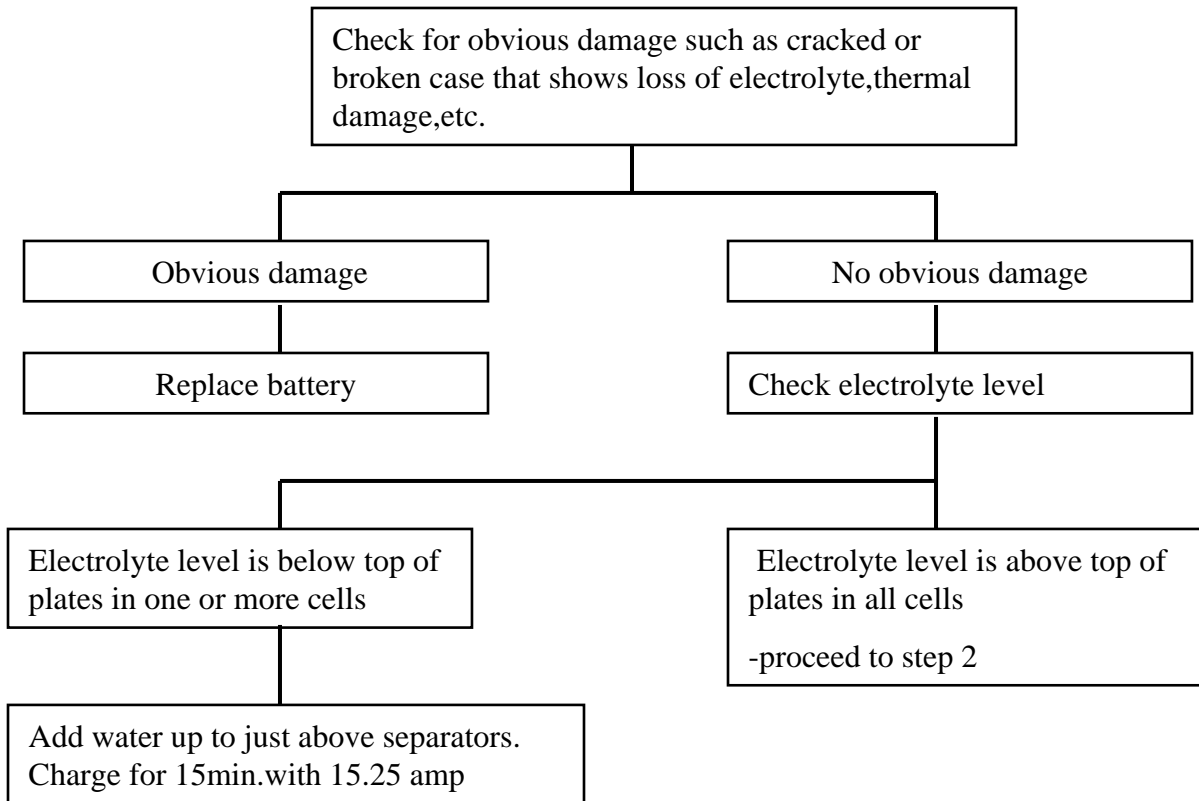 Check for obvious damage such as cracked or
broken case that shows loss of electrolyte,thermal
damage,etc.
Obvious damage
No obvious damage
Replace battery
Check electrolyte level
Electrolyte level is below top of
plates in one or more cells
Electrolyte level is above top of
plates in all cells
-proceed to step 2
Add water up to just above separators.
Charge for 15min.with 15.25 amp